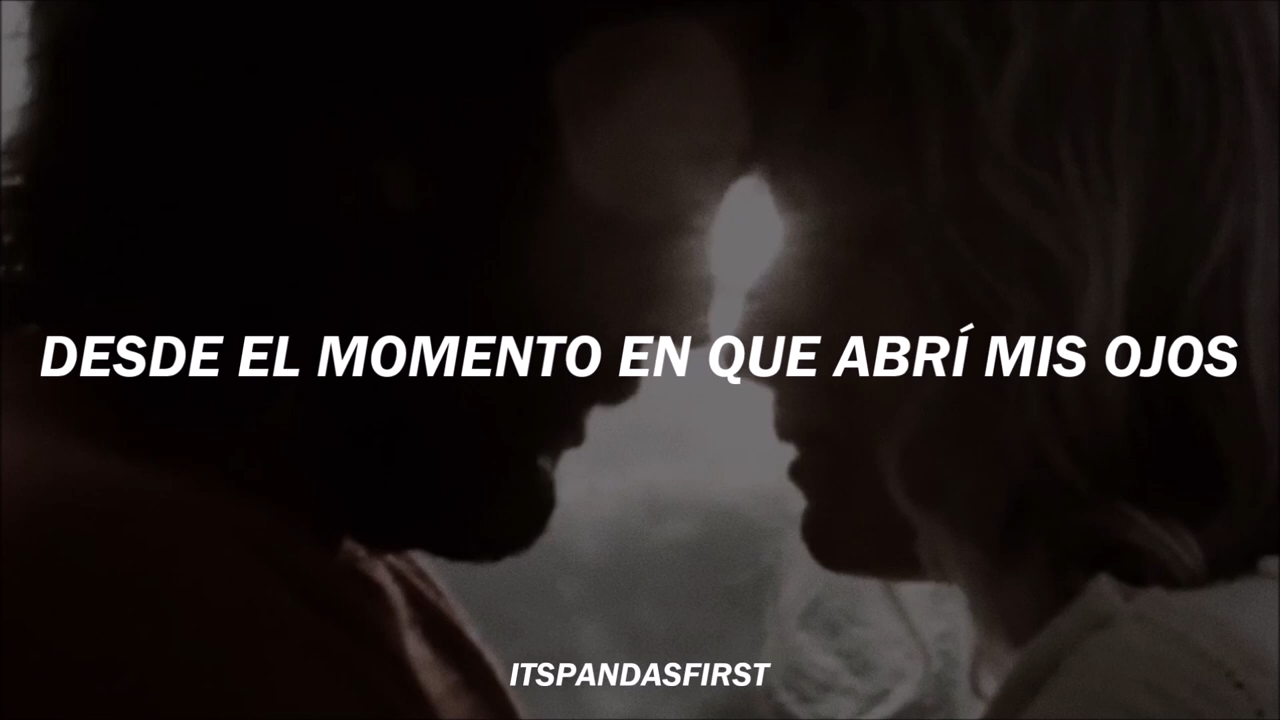 DESDE EL MOMENTO EN QUE ABRÍ MIS OJOS
ITSPANDASFIRST